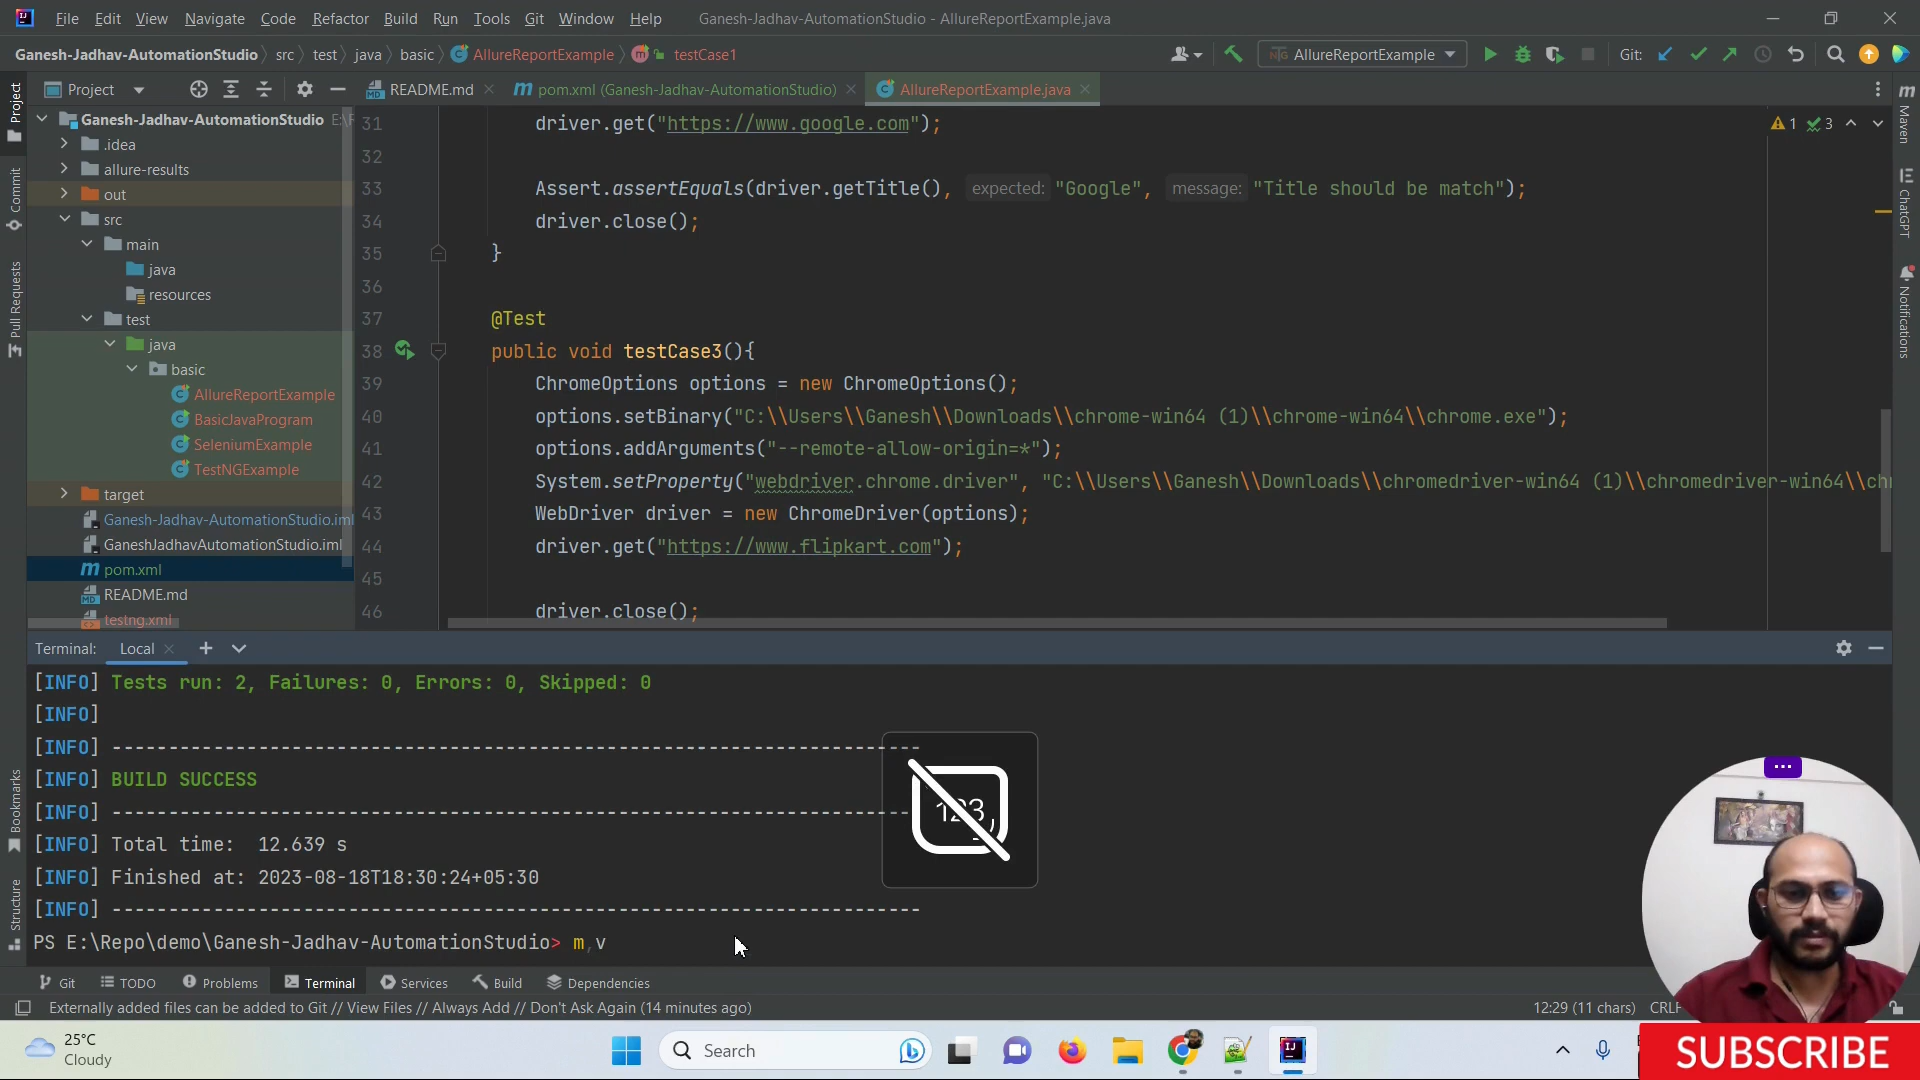 File Edit View Navigate Code Refactor Build Run Tools Git Window Help Ganesh-Jadhav-AutomationStudio - AllureReportExample.java
Ganesh-Jadhav-AutomationStudio src test java basic AllureReportExample testCase1 AllureReportExample Git:
Project README.md pom.xml (Ganesh-Jadhav-AutomationStudio) AllureReportExample.java
Project
Commit
Pull Requests
Bookmarks
Structure
Ganesh-Jadhav-AutomationStudio
.idea
allure-results
out
src
main
java
resources
test
java
basic
AllureReportExample
BasicJavaProgram
SeleniumExample
TestNGExample
target
Ganesh-Jadhav-AutomationStudio.iml
GaneshJadhavAutomationStudio.iml
pom.xml
README.md
testng.xml
31 driver.get("https://www.google.com");
32
33 Assert.assertEquals(driver.getTitle(), expected: "Google", message: "Title should be match");
34 driver.close();
35 }
36
37 @Test
38 public void testCase3(){
39 ChromeOptions options = new ChromeOptions();
40 options.setBinary("C:\\Users\\Ganesh\\Downloads\\chrome-win64 (1)\\chrome-win64\\chrome.exe");
41 options.addArguments("--remote-allow-origin=*");
42 System.setProperty("webdriver.chrome.driver", "C:\\Users\\Ganesh\\Downloads\\chromedriver-win64 (1)\\chromedriver-win64\\ch
43 WebDriver driver = new ChromeDriver(options);
44 driver.get("https://www.flipkart.com");
45
46 driver.close();
1 3
Maven
ChatGPT
Notifications
Terminal: Local
[INFO] Tests run: 2, Failures: 0, Errors: 0, Skipped: 0
[INFO]
[INFO] ------------------------------------------------------------------------
[INFO] BUILD SUCCESS
[INFO] ------------------------------------------------------------------------
[INFO] Total time:  12.639 s
[INFO] Finished at: 2023-08-18T18:30:24+05:30
[INFO] ------------------------------------------------------------------------
PS E:\Repo\demo\Ganesh-Jadhav-AutomationStudio> m,v
123
Git TODO Problems Terminal Services Build Dependencies
Externally added files can be added to Git // View Files // Always Add // Don't Ask Again (14 minutes ago) 12:29 (11 chars)
25°C
Cloudy
Search
SUBSCRIBE